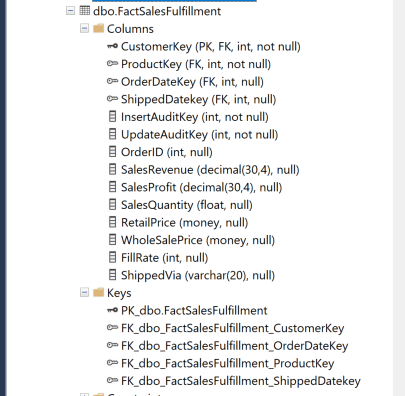 dbo.FactSalesFulfillment
Columns
CustomerKey (PK, FK, int, not null)
ProductKey (FK, int, not null)
OrderDateKey (FK, int, null)
ShippedDatekey (FK, int, null)
InsertAuditKey (int, not null)
UpdateAuditKey (int, not null)
OrderID (int, null)
SalesRevenue (decimal(30,4), null)
SalesProfit (decimal(30,4), null)
SalesQuantity (float, null)
RetailPrice (money, null)
WholeSalePrice (money, null)
FillRate (int, null)
ShippedVia (varchar(20), null)
Keys
PK_dbo.FactSalesFulfillment
FK_dbo_FactSalesFulfillment_CustomerKey
FK_dbo_FactSalesFulfillment_OrderDateKey
FK_dbo_FactSalesFulfillment_ProductKey
FK_dbo_FactSalesFulfillment_ShippedDatekey